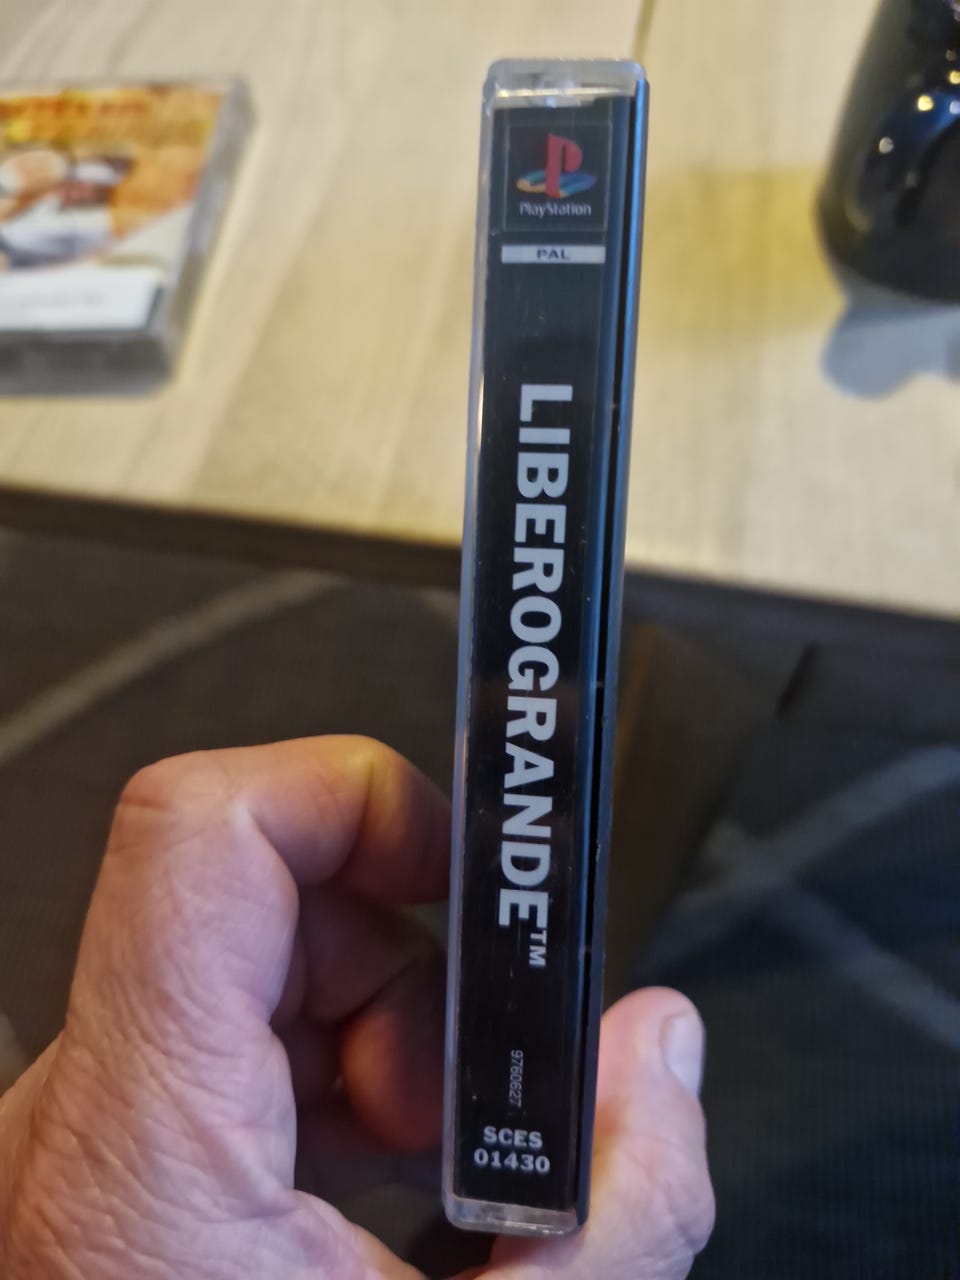 PlayStation
PAL
LIBEROGRANDE™
9760627
SCES
01430